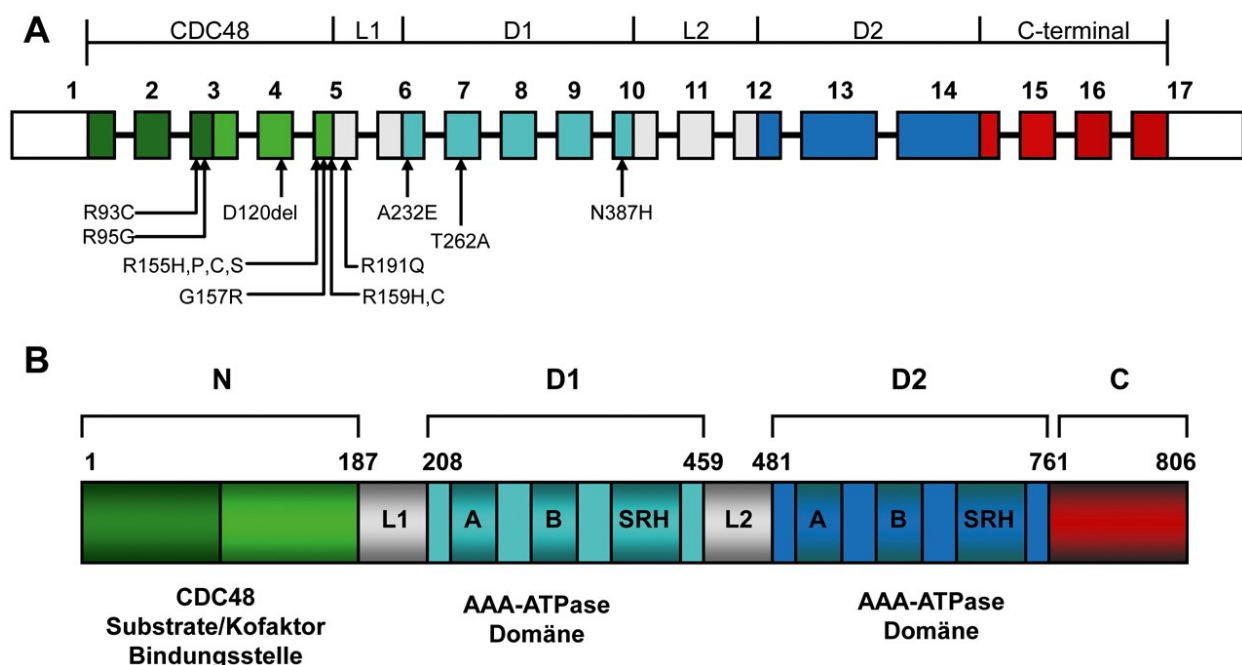 A
CDC48 L1 D1 L2 D2 C-terminal
1 2 3 4 5 6 7 8 9 10 11 12 13 14 15 16 17
R93C D120del A232E N387H
R95G T262A
R155H,P,C,S R191Q
G157R R159H,C
B
N D1 D2 C
1 187 208 459 481 761 806
L1 A B SRH L2 A B SRH
CDC48 AAA-ATPase AAA-ATPase
Substrate/Kofaktor Domäne Domäne
Bindungsstelle